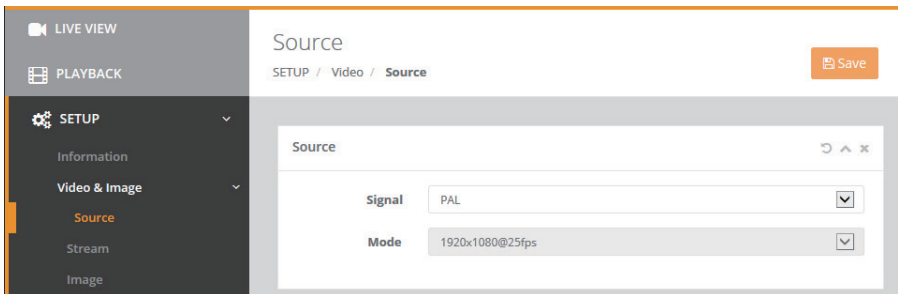 LIVE VIEW
PLAYBACK
SETUP
Information
Video & Image
Source
Stream
Image
Source
SETUP / Video / Source
Save
Source
Signal PAL
Mode 1920x1080@25fps